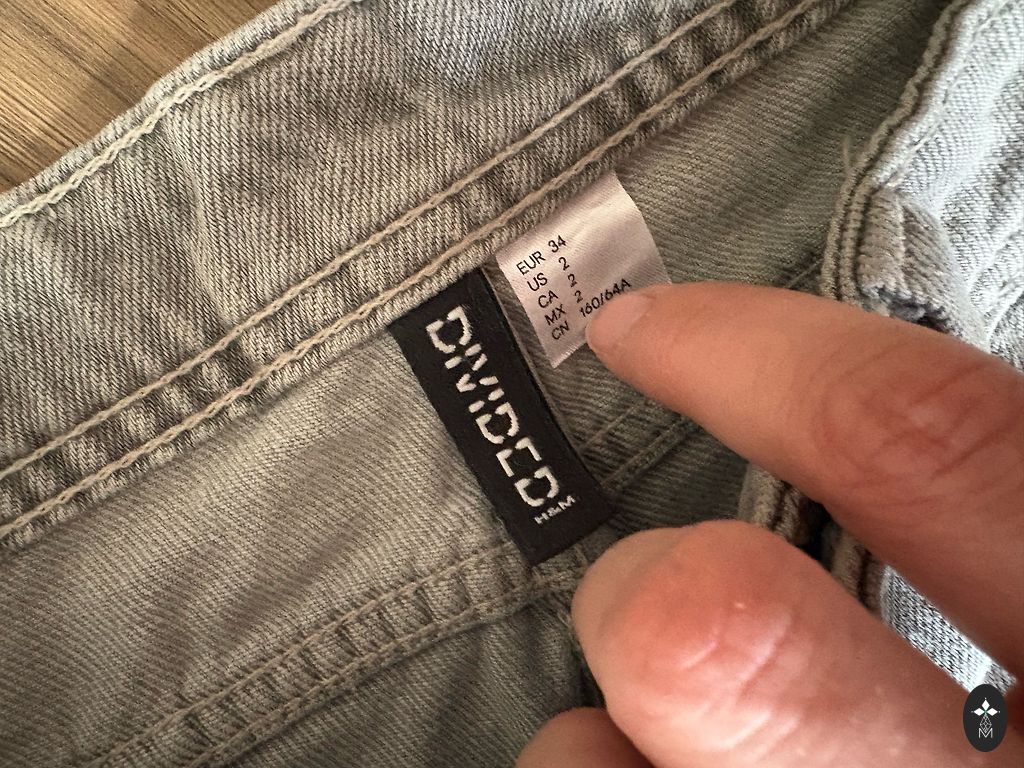 EUR 34
US 2
CA 2
MX 2
CN 160/64A
DIVIDED
H&M
M